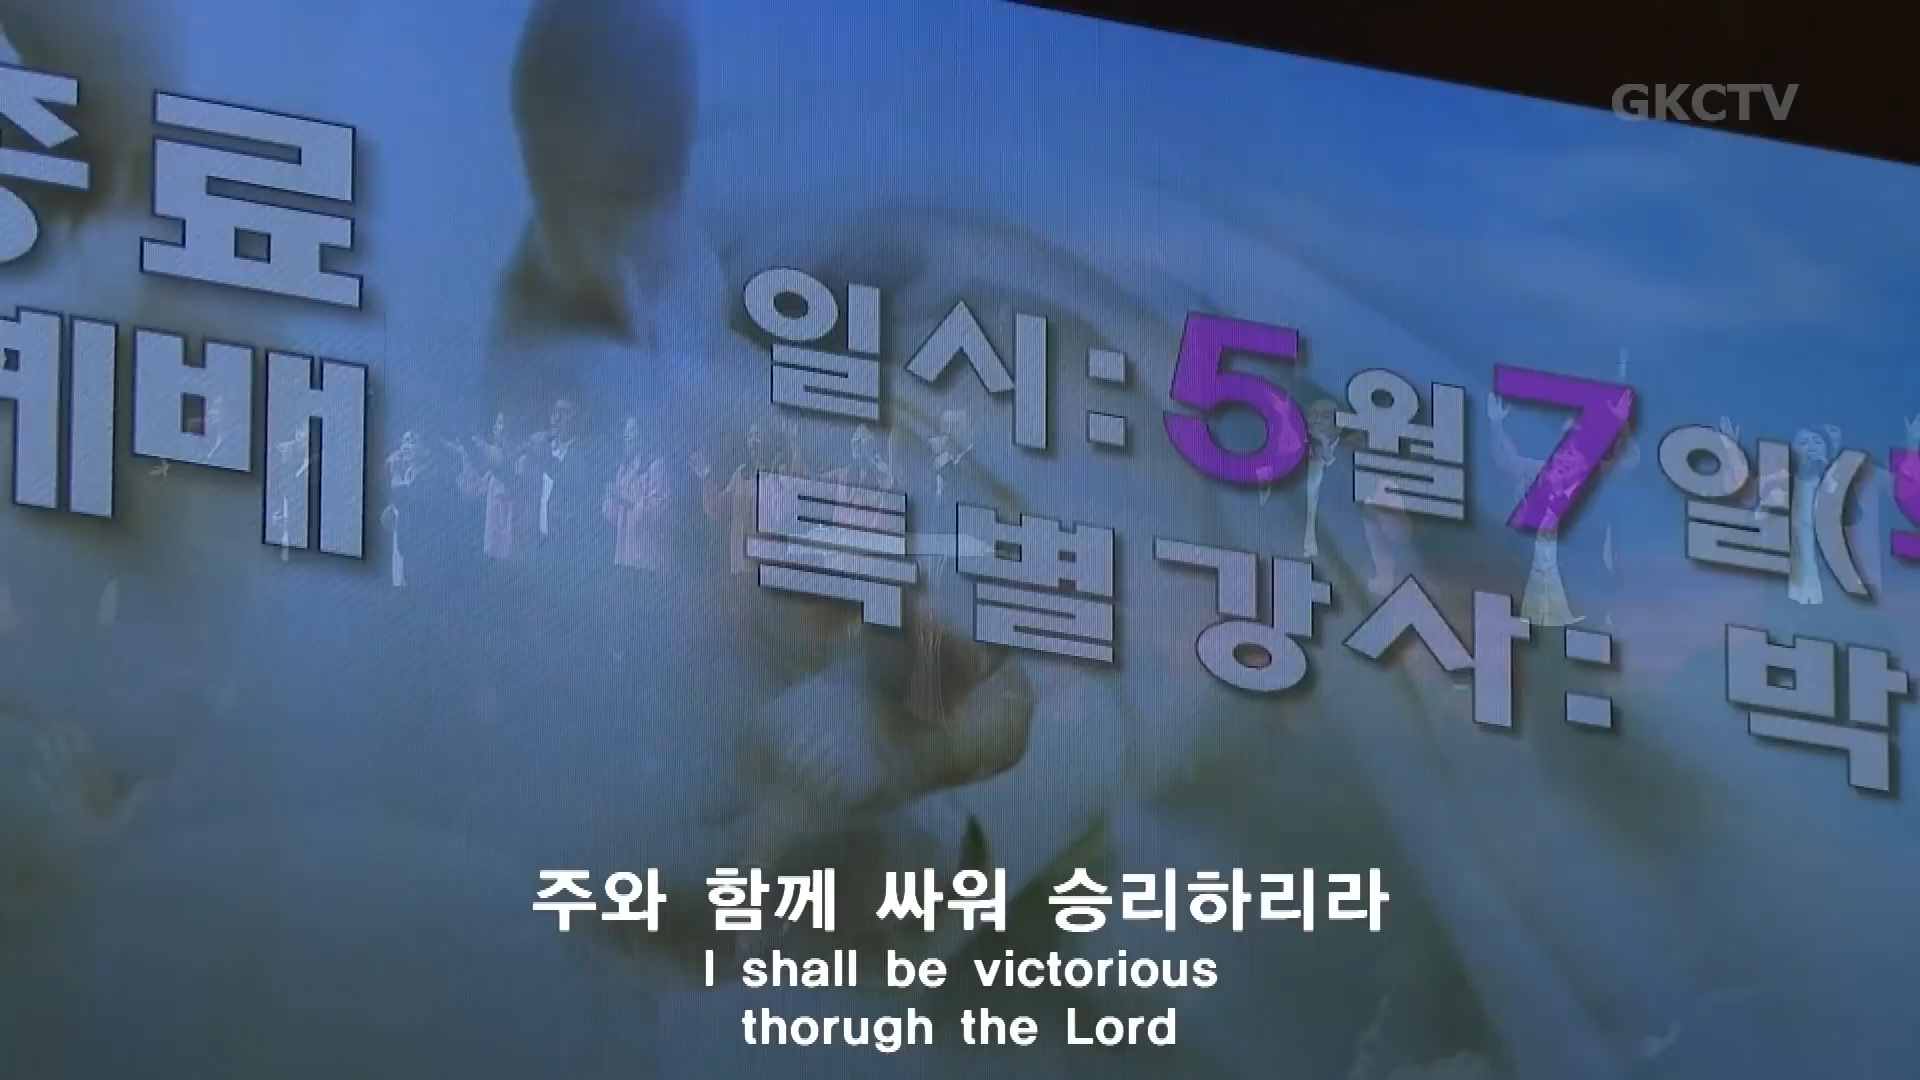 GKCTV
종료
예배
일시: 5월 7일(
특별강사: 박
주와 함께 싸워 승리하리라
I shall be victorious
thorugh the Lord